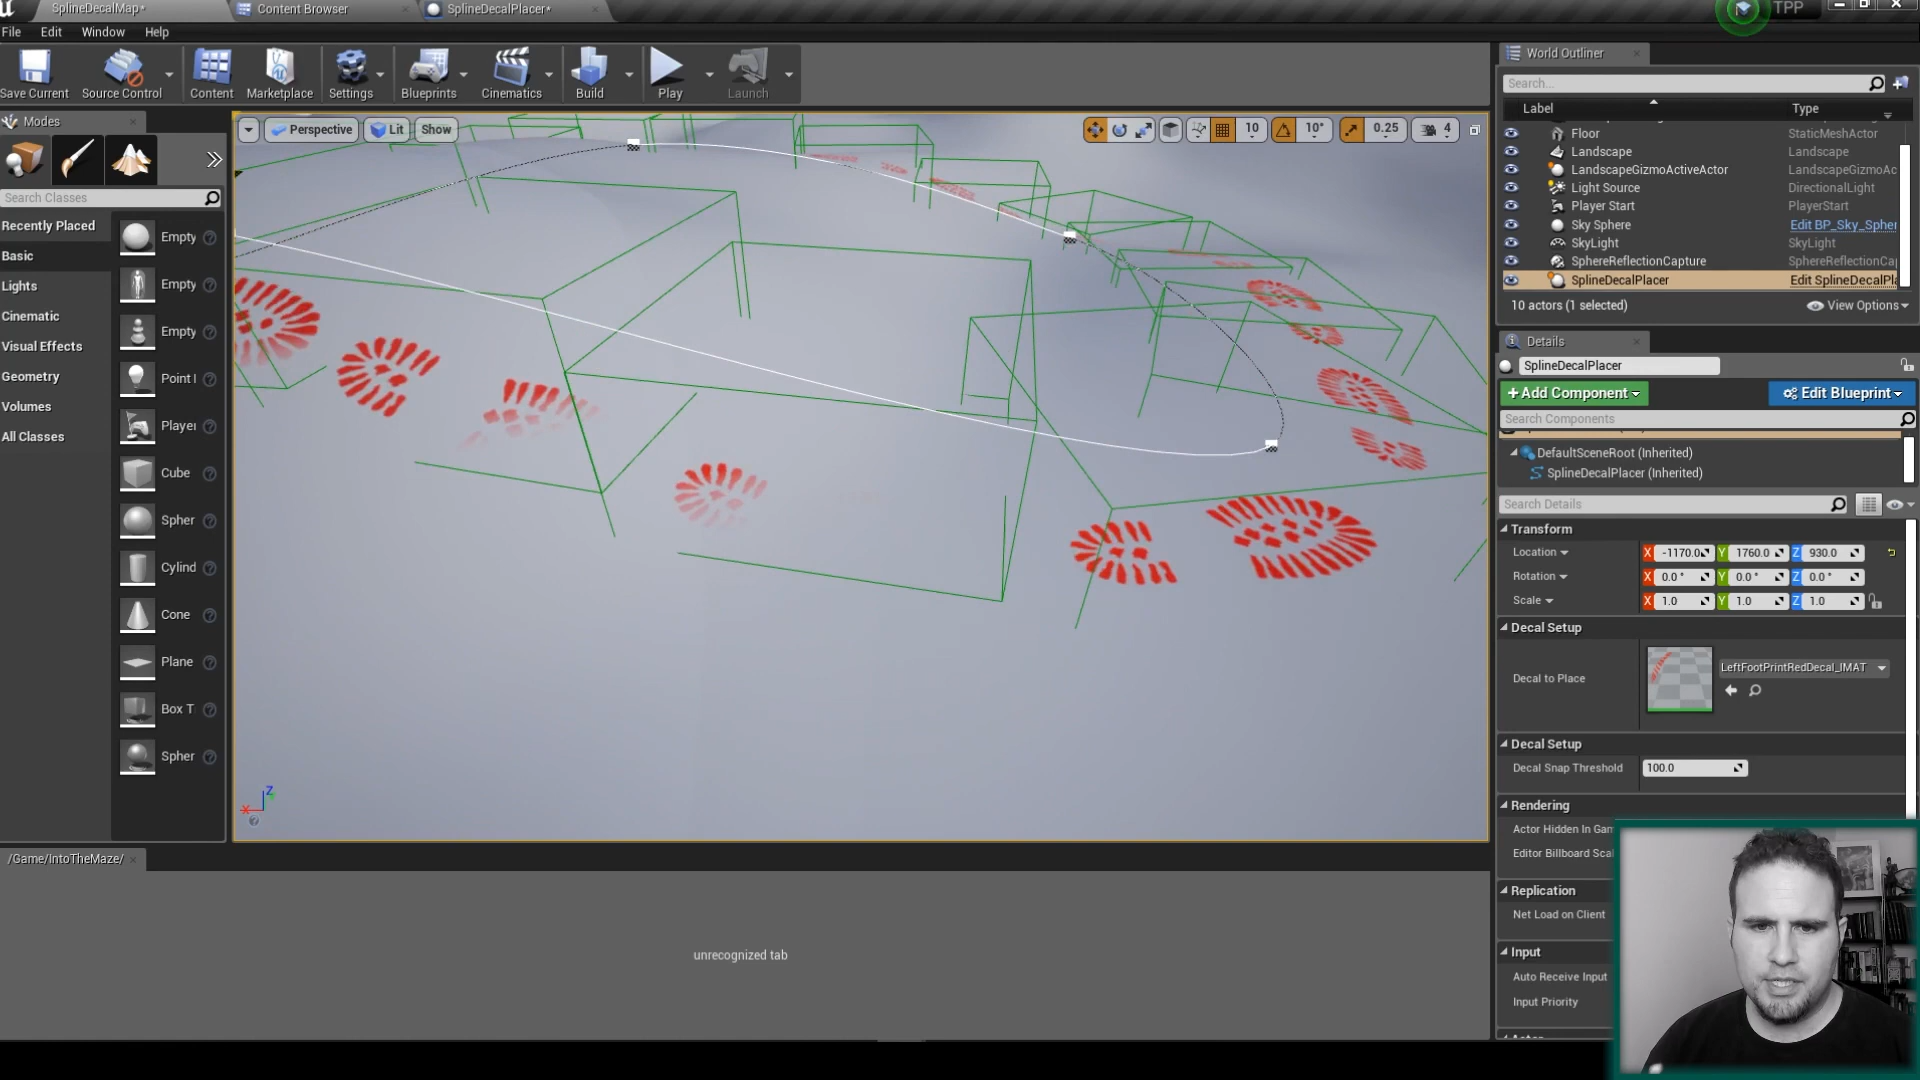 SplineDecalMap*
Content Browser
SplineDecalPlacer*
TPP
File Edit Window Help
Save Current
Source Control
Content
Marketplace
Settings
Blueprints
Cinematics
Build
Play
Launch
Modes
Search Classes
Recently Placed
Basic
Lights
Cinematic
Visual Effects
Geometry
Volumes
All Classes
Empty
Empty
Empty
Point
Player
Cube
Spher
Cylind
Cone
Plane
Box T
Spher
Perspective
Lit
Show
10
10°
0.25
4
X
Z
World Outliner
Search...
Label Type
Floor StaticMeshActor
Landscape Landscape
LandscapeGizmoActiveActor LandscapeGizmoAc
Light Source DirectionalLight
Player Start PlayerStart
Sky Sphere Edit BP_Sky_Spher
SkyLight SkyLight
SphereReflectionCapture SphereReflectionCap
SplineDecalPlacer Edit SplineDecalPla
10 actors (1 selected)
View Options
Details
SplineDecalPlacer
+Add Component
Edit Blueprint
Search Components
DefaultSceneRoot (Inherited)
SplineDecalPlacer (Inherited)
Search Details
Transform
Location X -1170.0 Y 1760.0 Z 930.0
Rotation X 0.0 ° Y 0.0 ° Z 0.0 °
Scale X 1.0 Y 1.0 Z 1.0
Decal Setup
Decal to Place
LeftFootPrintRedDecal_IMAT
Decal Setup
Decal Snap Threshold 100.0
Rendering
Actor Hidden In Gam
Editor Billboard Scal
Replication
Net Load on Client
Input
Auto Receive Input
Input Priority
/Game/IntoTheMaze/
unrecognized tab